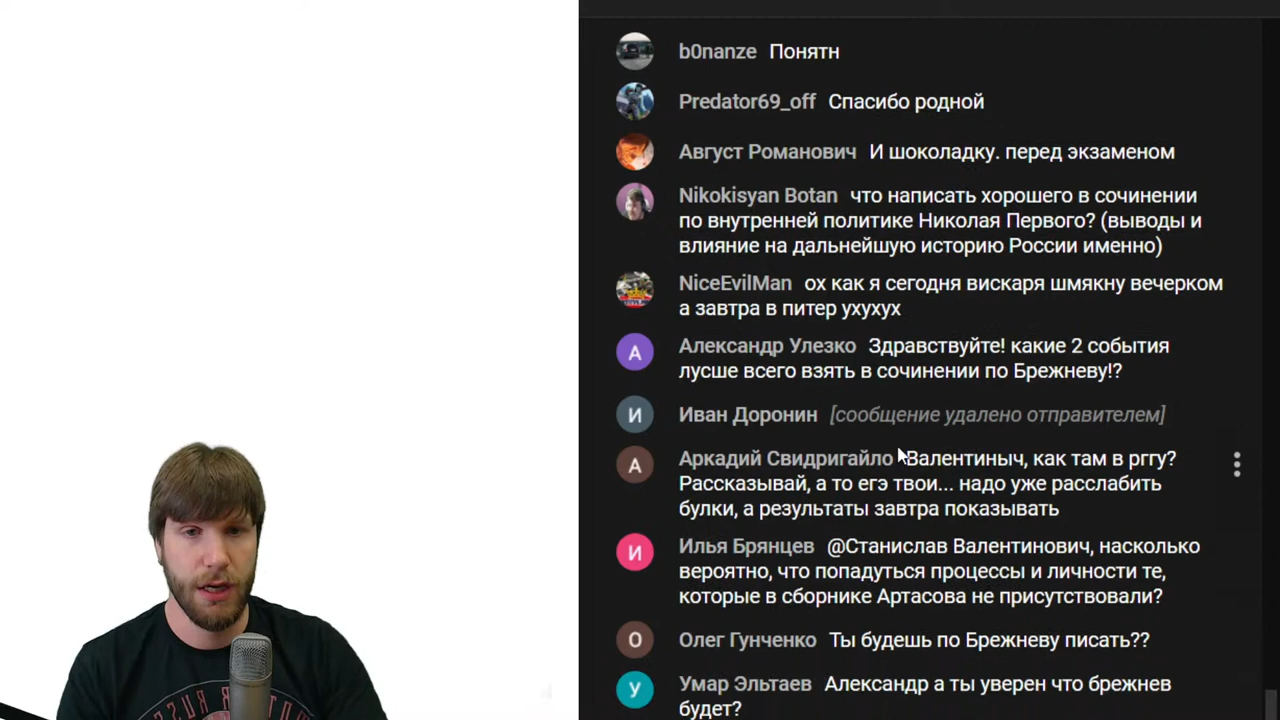 b0nanze Понятн
Predator69_off Спасибо родной
Август Романович И шоколадку. перед экзаменом
Nikokisyan Botan что написать хорошего в сочинении
по внутренней политике Николая Первого? (выводы и
влияние на дальнейшую историю России именно)
NiceEvilMan ох как я сегодня вискаря шмякну вечерком
а завтра в питер ухухух
А
Александр Улезко Здравствуйте! какие 2 события
лусше всего взять в сочинении по Брежневу!?
И
Иван Доронин [сообщение удалено отправителем]
А
Аркадий Свидригайло Валентиныч, как там в рггу?
Рассказывай, а то егэ твои... надо уже расслабить
булки, а результаты завтра показывать
И
Илья Брянцев @Станислав Валентинович, насколько
вероятно, что попадуться процессы и личности те,
которые в сборнике Артасова не присутствовали?
О
Олег Гунченко Ты будешь по Брежневу писать??
У
Умар Эльтаев Александр а ты уверен что брежнев
будет?